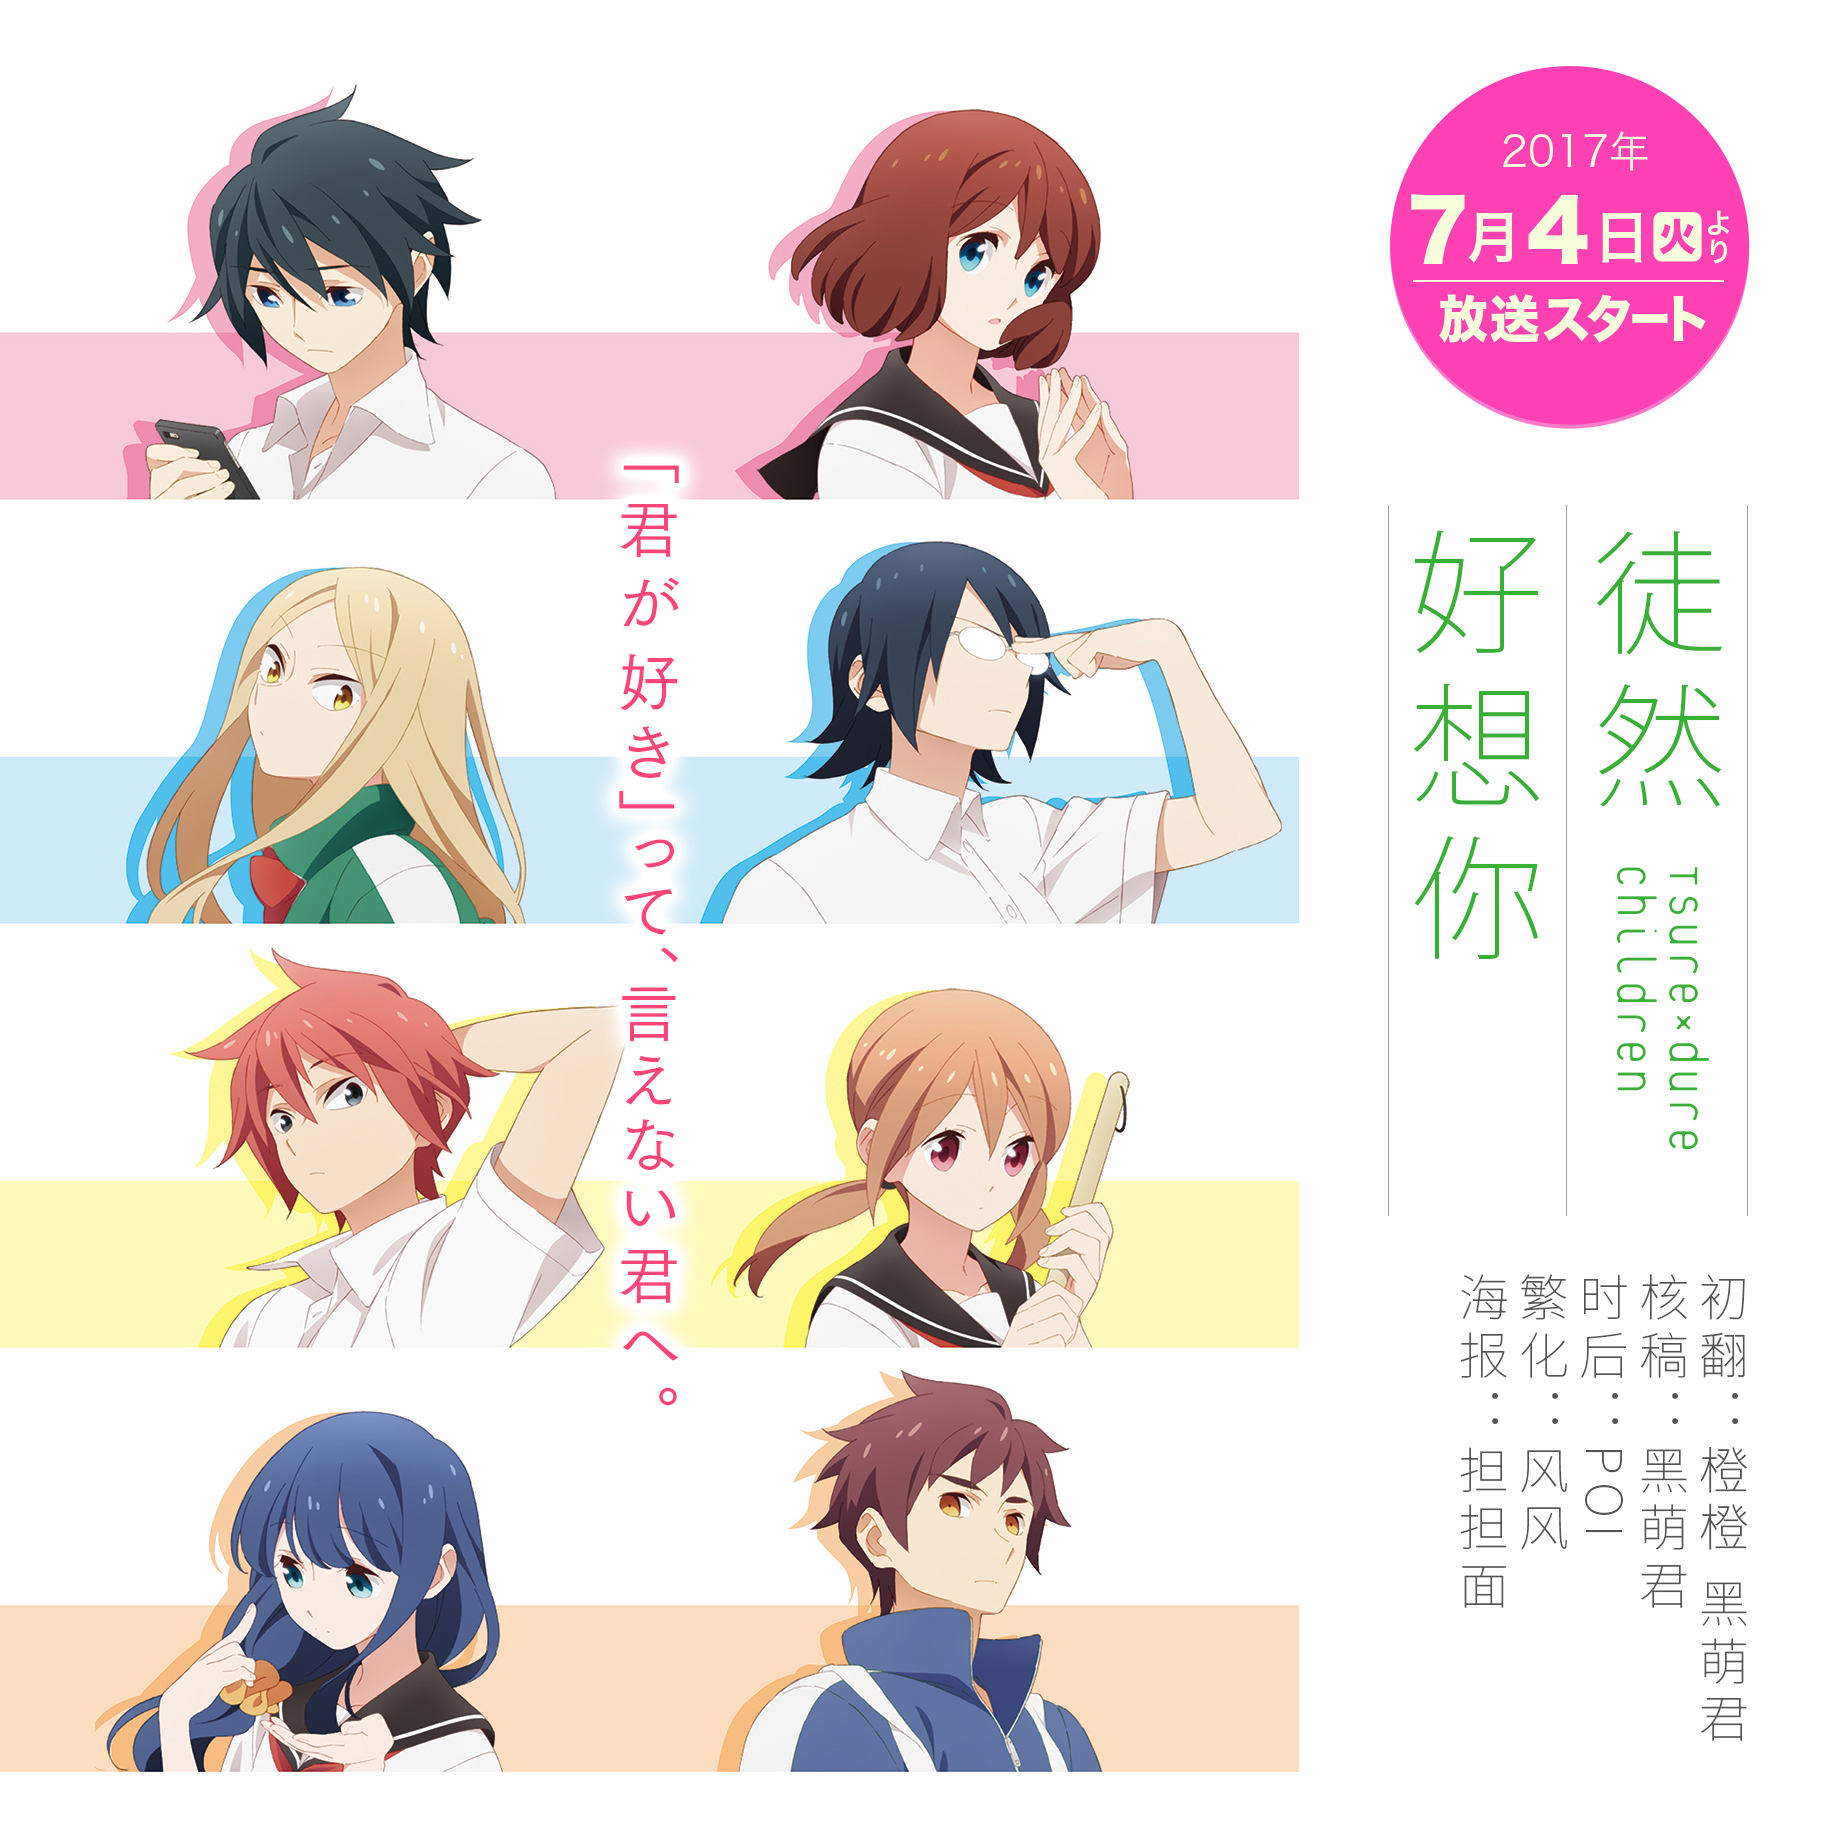 2017年
7月4日(火)より
放送スタート
徒然
Tsure×dure
children
好想你
「君が好き」って、言えない君へ。
初翻：橙橙 黑萌君
核稿：黑萌君
时后：POI
繁化：风风
海报：担担面